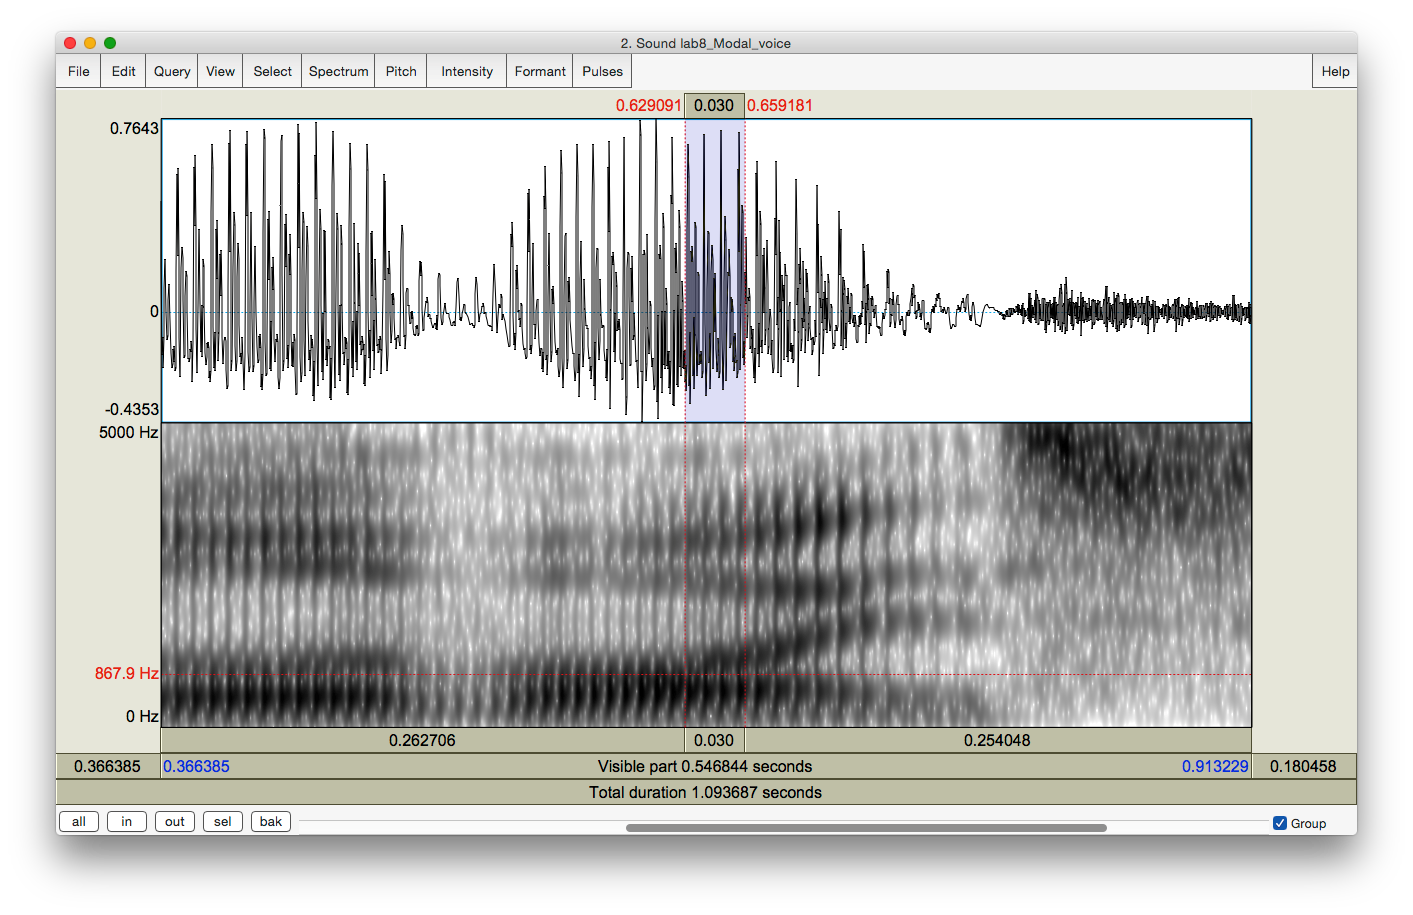 2. Sound lab8_Modal_voice
File Edit Query View Select Spectrum Pitch Intensity Formant Pulses Help
0.629091 0.030 0.659181
0.7643
0
-0.4353
5000 Hz
867.9 Hz
0 Hz
0.262706 0.030 0.254048
0.366385 0.366385 Visible part 0.546844 seconds 0.913229 0.180458
Total duration 1.093687 seconds
all in out sel bak Group